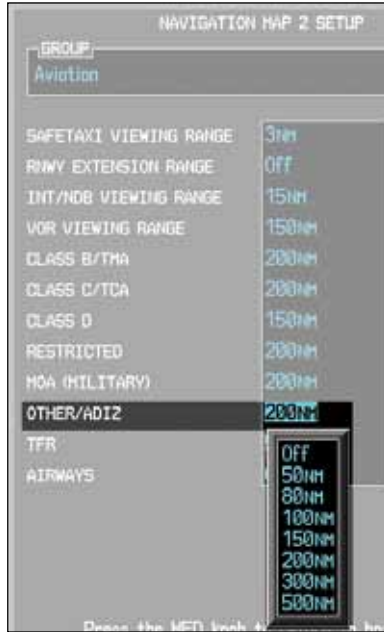 NAVIGATION MAP 2 SETUP
GROUP
Aviation
SAFETAXI VIEWING RANGE 3NM
RNWY EXTENSION RANGE Off
INT/NDB VIEWING RANGE 15NM
VOR VIEWING RANGE 150NM
CLASS B/TMA 200NM
CLASS C/TCA 200NM
CLASS D 150NM
RESTRICTED 200NM
MOA (MILITARY) 200NM
OTHER/ADIZ 200NM
TFR
AIRWAYS
Off
50NM
80NM
100NM
150NM
200NM
300NM
500NM
Press the